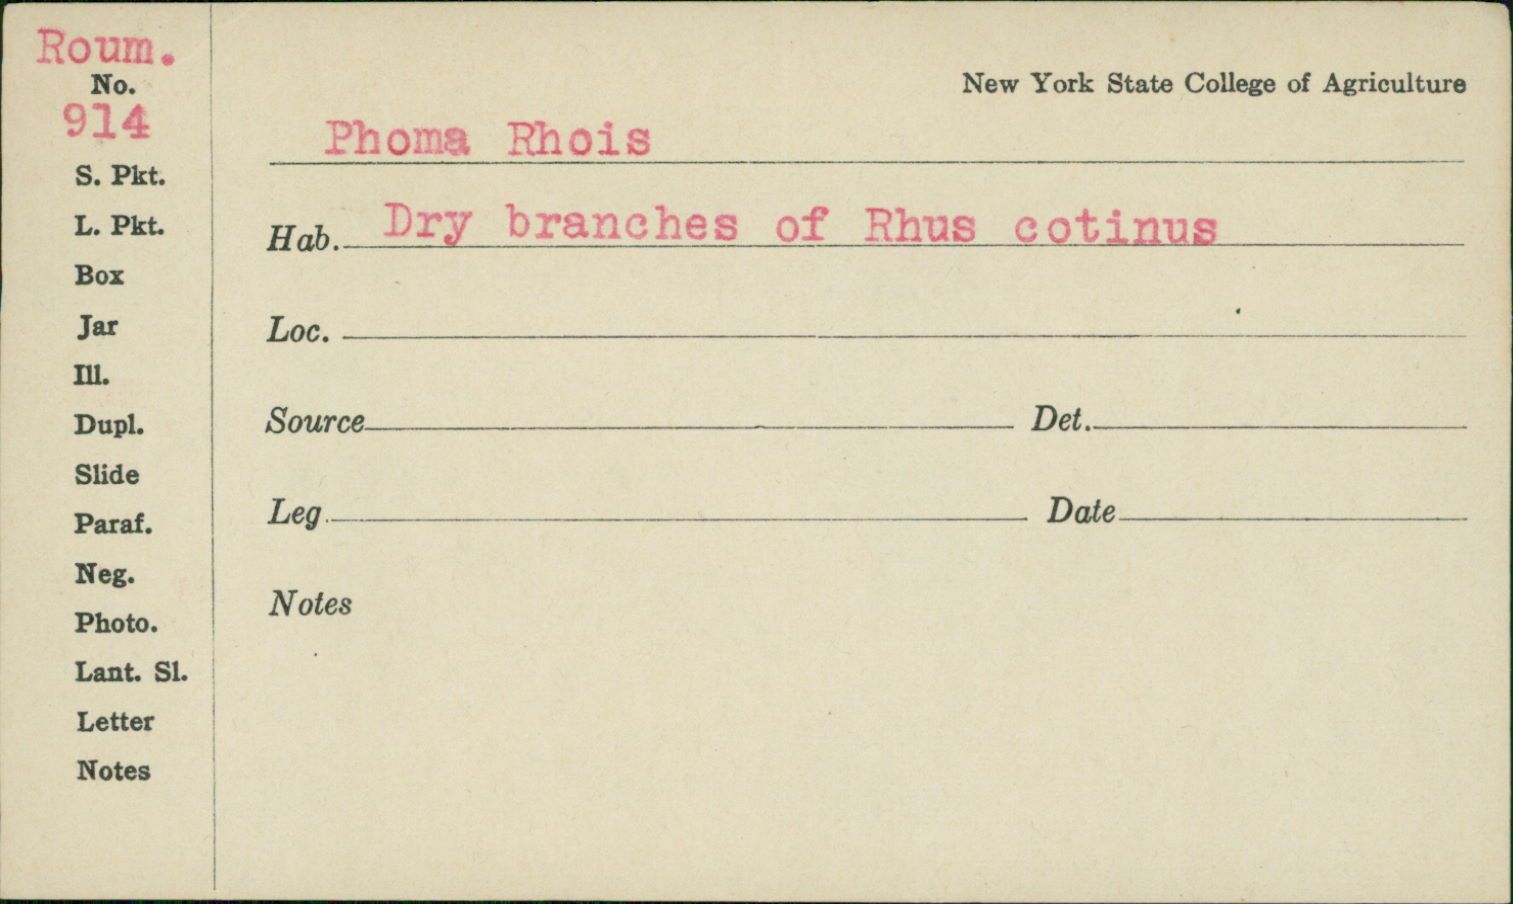 Roum.
No.
914
S. Pkt.
L. Pkt.
Box
Jar
Ill.
Dupl.
Slide
Paraf.
Neg.
Photo.
Lant. Sl.
Letter
Notes
New York State College of Agriculture
Phoma Rhois
Hab. Dry branches of Rhus cotinus
Loc.
Source Det.
Leg. Date
Notes